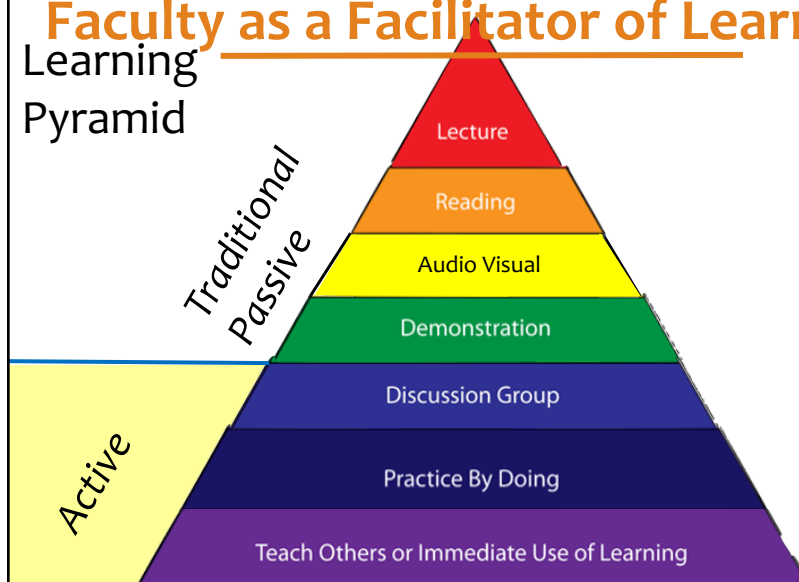 Faculty as a Facilitator of Lear
Learning
Pyramid
Traditional
Passive
Active
Lecture
Reading
Audio Visual
Demonstration
Discussion Group
Practice By Doing
Teach Others or Immediate Use of Learning